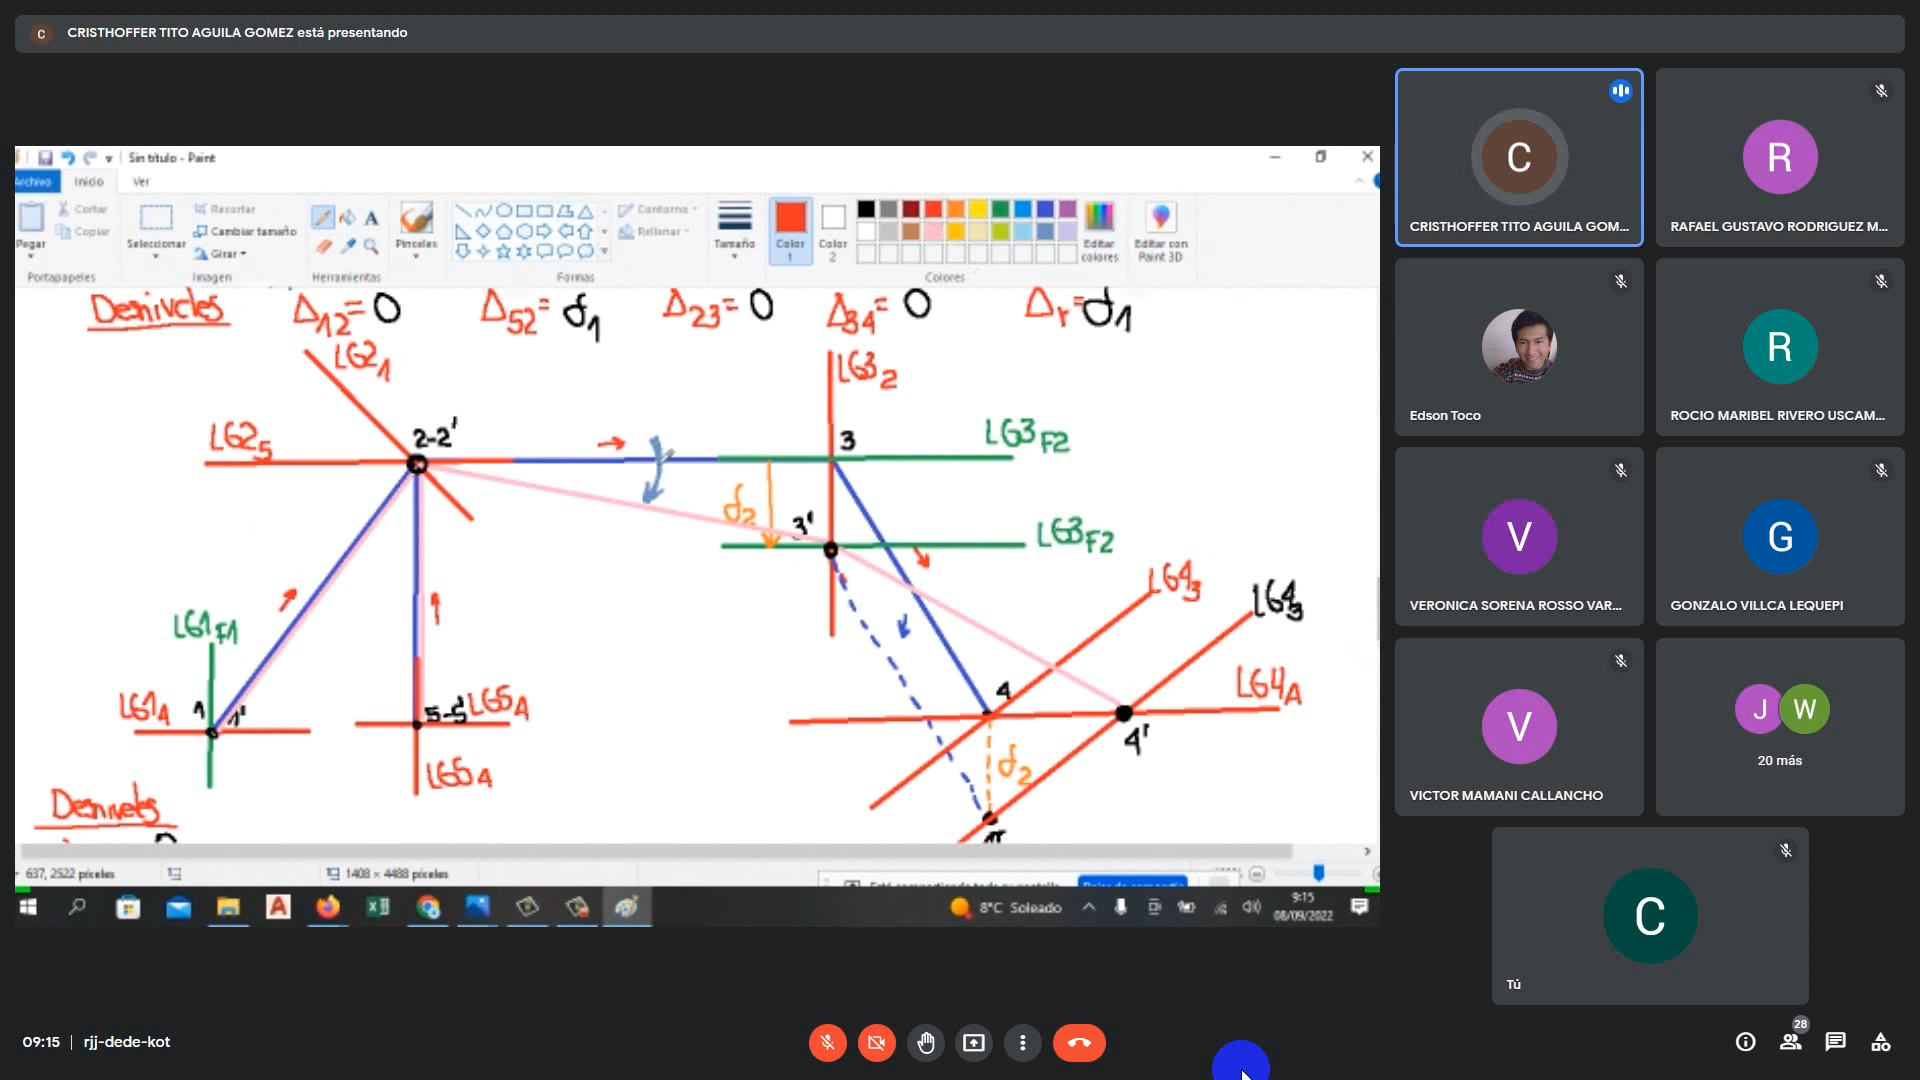 C CRISTHOFFER TITO AGUILA GOMEZ está presentando
Sin título - Paint
Archivo Inicio Ver
Pegar
Cortar
Copiar
Portapapeles
Seleccionar
Recortar
Cambiar tamaño
Girar
Imagen
A
Herramientas
Pinceles
Formas
Contorno
Rellenar
Tamaño
Color 1
Color 2
Editar colores
Editar con Paint 3D
Colores
Desniveles Δ12=0 Δ52=δ1 Δ23=0 Δ34=0 Δr=δ1
LG21
LG32
LG25
2-2'
3
LG3F2
δ2
3'
LG3F2
LG43
LG43
LG1F1
LG1A
1
1'
5-5'
LG5A
LG5A
4
LG4A
4'
δ2
Desniveles
637, 2522 píxeles
1408 × 4488 píxeles
8°C Soleado
9:15
08/09/2022
C
CRISTHOFFER TITO AGUILA GOM...
R
RAFAEL GUSTAVO RODRIGUEZ M...
Edson Toco
R
ROCIO MARIBEL RIVERO USCAM...
V
VERONICA SORENA ROSSO VAR...
G
GONZALO VILLCA LEQUEPI
V
VICTOR MAMANI CALLANCHO
J W
20 más
C
Tú
09:15 | rjj-dede-kot
28